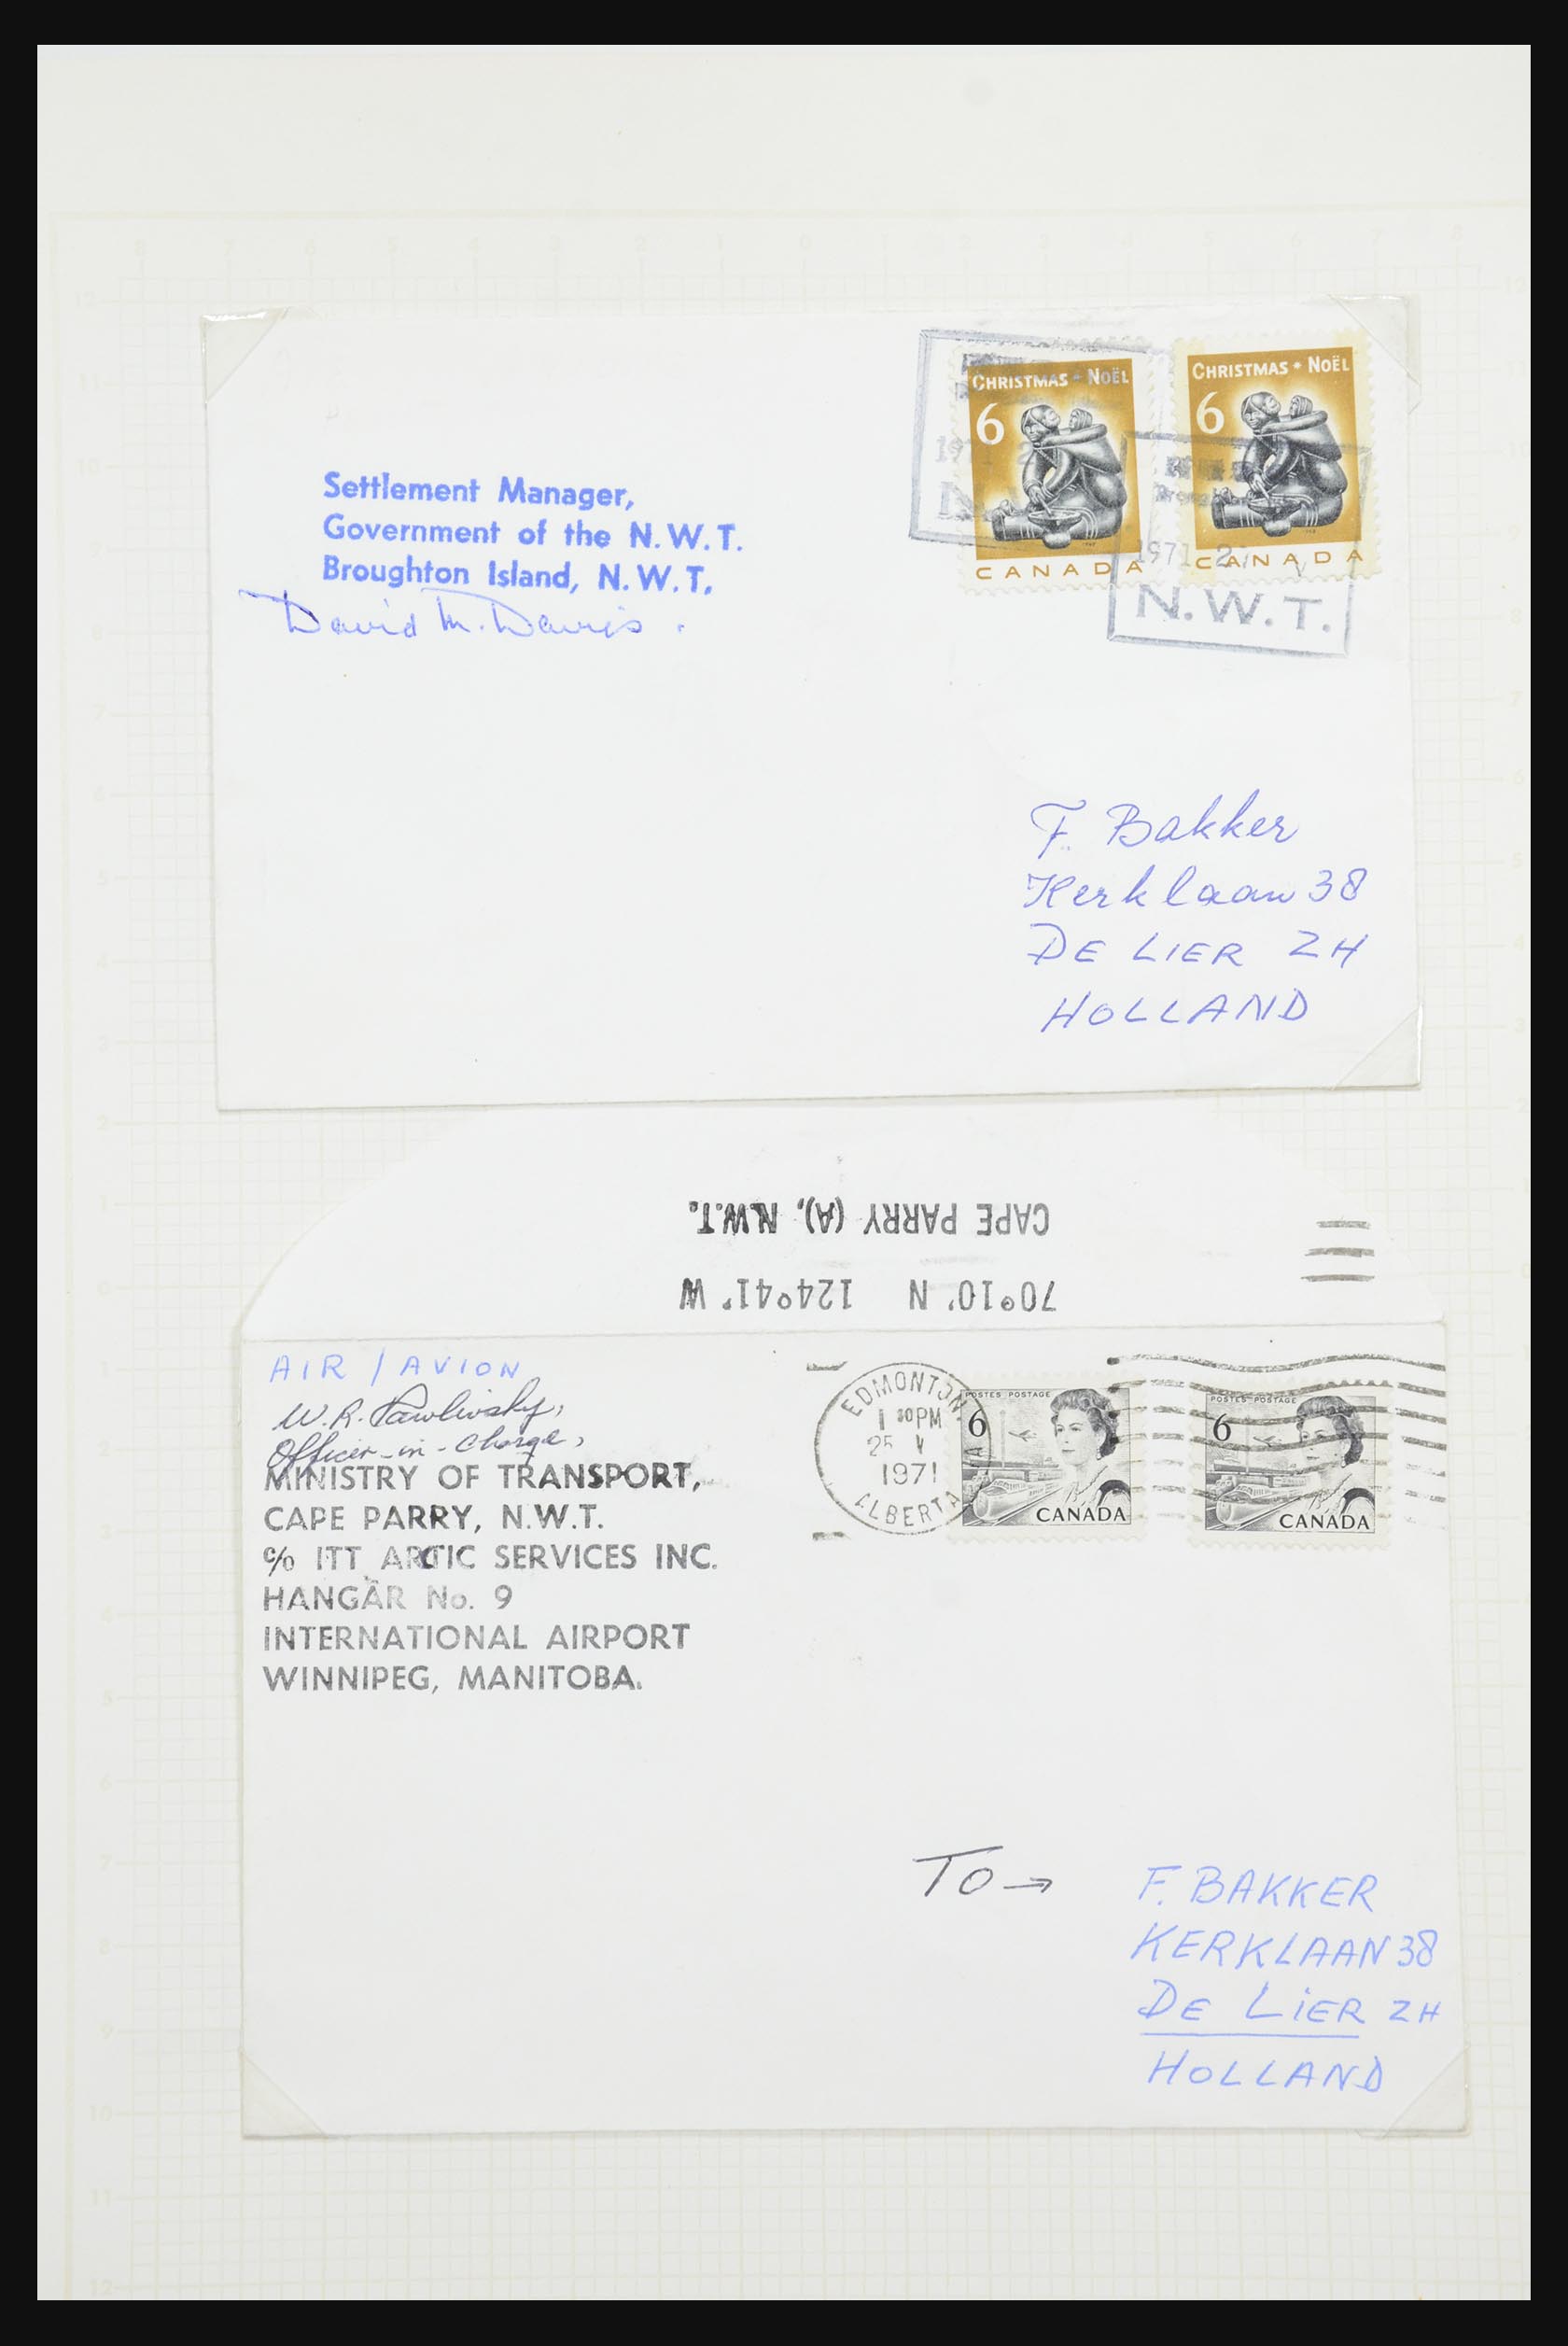 CHRISTMAS • NOËL
6
CANADA
CHRISTMAS • NOËL
6
CANADA
1971
1971 2
N.W.T.
Settlement Manager,
Government of the N.W.T.
Broughton Island, N.W.T.
David M. Davis.
F. Bakker
Kerklaan 38
DE LIER ZH
HOLLAND
CAPE PARRY (A), N.W.T.
70°10' N 124°41' W
AIR / AVION
W. R. Pawlivsky,
Officer-in-Charge,
MINISTRY OF TRANSPORT,
CAPE PARRY, N.W.T.
c/o ITT ARCTIC SERVICES INC.
HANGAR No. 9
INTERNATIONAL AIRPORT
WINNIPEG, MANITOBA.
EDMONTON
1 30PM
25 V
1971
ALBERTA
POSTES POSTAGE
6
CANADA
POSTES POSTAGE
6
CANADA
TO →
F. BAKKER
KERKLAAN 38
DE LIER ZH
HOLLAND